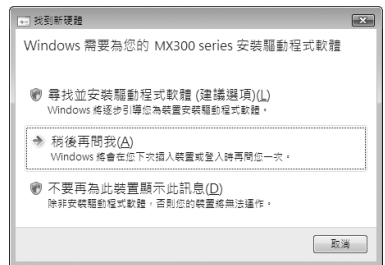 找到新硬體
Windows 需要為您的 MX300 series 安裝驅動程式軟體
尋找並安裝驅動程式軟體 (建議選項)(L)
Windows 將逐步引導您為裝置安裝驅動程式軟體。
稍後再問我(A)
Windows 將會在您下次插入裝置或登入時再問您一次。
不要再為此裝置顯示此訊息(D)
除非安裝驅動程式軟體，否則您的裝置將無法運作。
取消